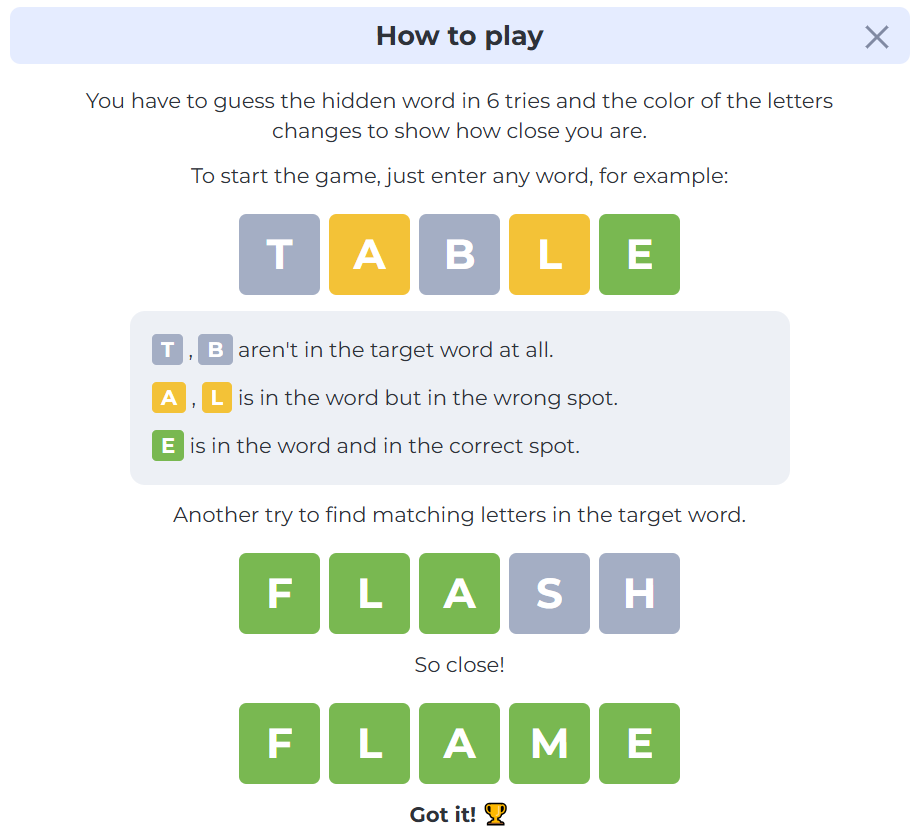 How to play
You have to guess the hidden word in 6 tries and the color of the letters
changes to show how close you are.
To start the game, just enter any word, for example:
T A B L E
T , B aren't in the target word at all.
A , L is in the word but in the wrong spot.
E is in the word and in the correct spot.
Another try to find matching letters in the target word.
F L A S H
So close!
F L A M E
Got it! 🏆